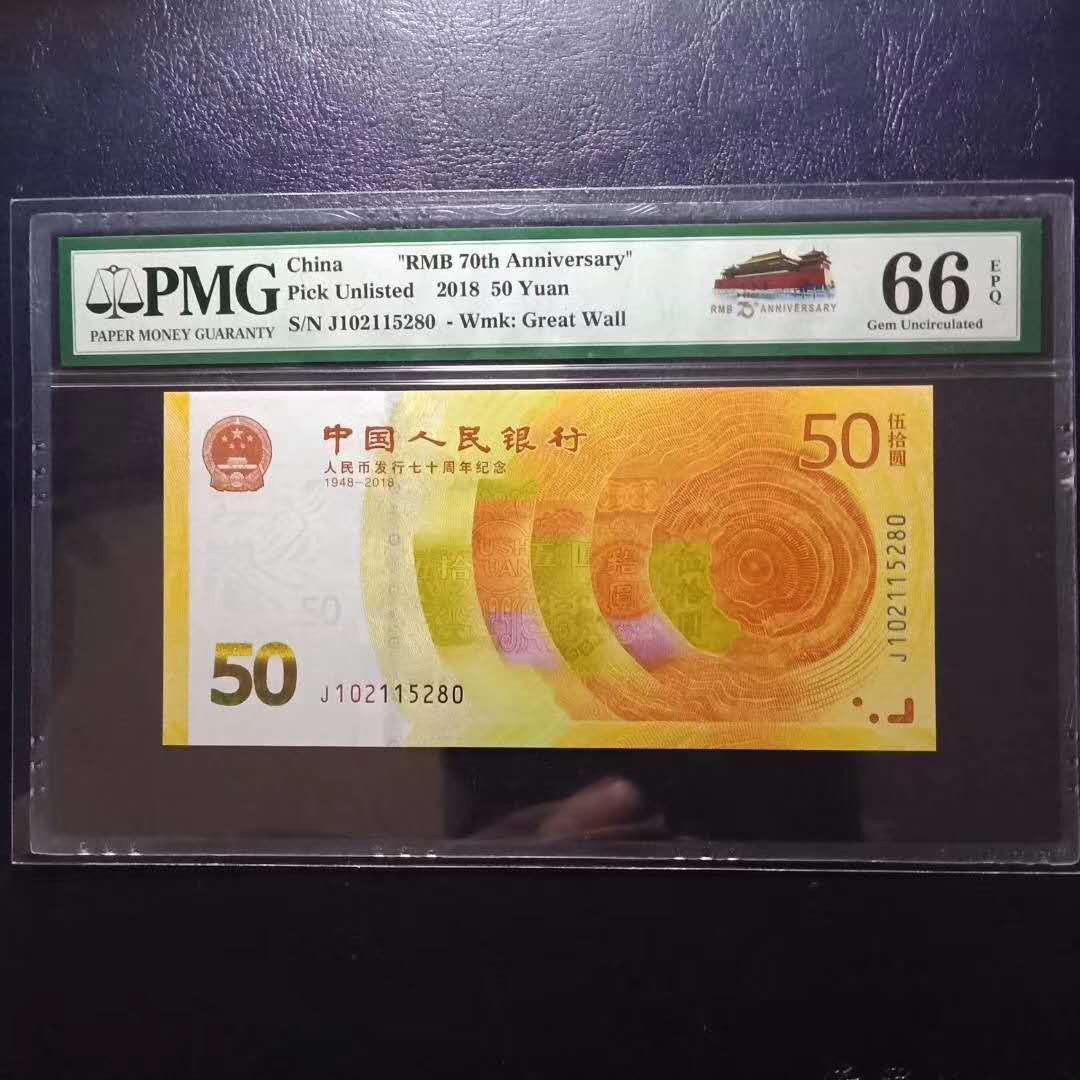 PMG
PAPER MONEY GUARANTY
China "RMB 70th Anniversary"
Pick Unlisted 2018 50 Yuan
S/N J102115280 - Wmk: Great Wall
RMB 70th ANNIVERSARY
66
EPQ
Gem Uncirculated
中国人民银行
人民币发行七十周年纪念
1948-2018
50
伍拾圆
J102115280
50
50
J102115280